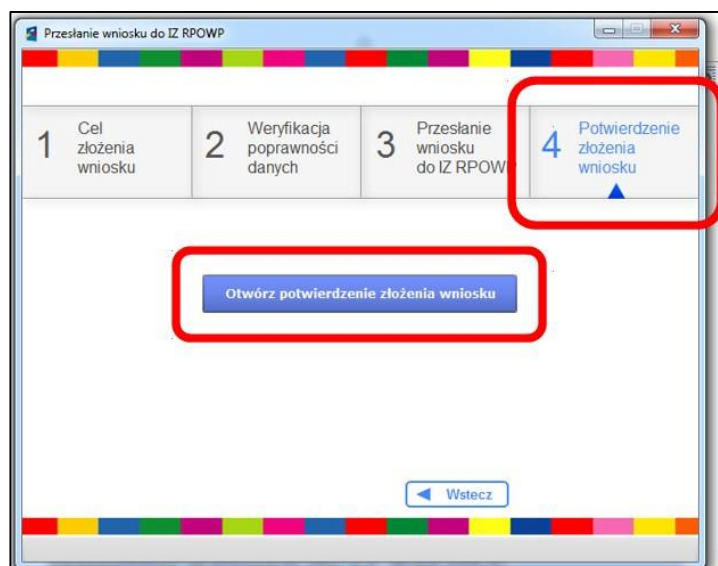 Przesłanie wniosku do IZ RPOWP
1
Cel
złożenia
wniosku
2
Weryfikacja
poprawności
danych
3
Przesłanie
wniosku
do IZ RPOWP
4
Potwierdzenie
złożenia
wniosku
Otwórz potwierdzenie złożenia wniosku
Wstecz